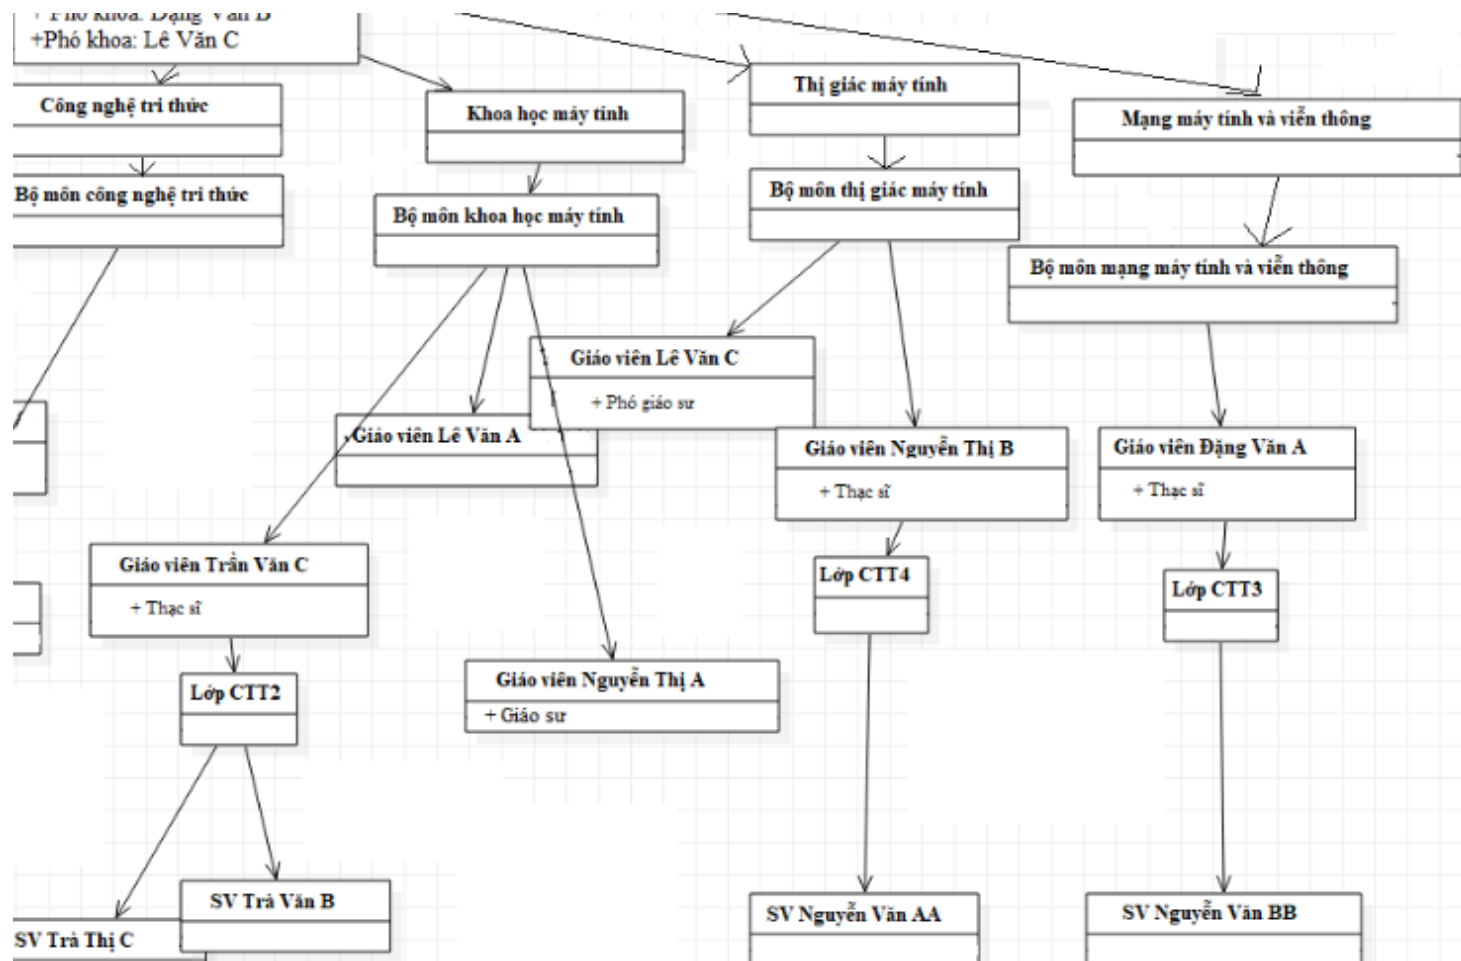 + Phó khoa: Đặng Văn B
+Phó khoa: Lê Văn C
Công nghệ tri thức
Khoa học máy tính
Thị giác máy tính
Mạng máy tính và viễn thông
Bộ môn công nghệ tri thức
Bộ môn khoa học máy tính
Bộ môn thị giác máy tính
Bộ môn mạng máy tính và viễn thông
Giáo viên Lê Văn C
+ Phó giáo sư
Giáo viên Lê Văn A
Giáo viên Nguyễn Thị B
+ Thạc sĩ
Giáo viên Đặng Văn A
+ Thạc sĩ
Giáo viên Trần Văn C
+ Thạc sĩ
Lớp CTT4
Lớp CTT3
Giáo viên Nguyễn Thị A
+ Giáo sư
Lớp CTT2
SV Trà Văn B
SV Trà Thị C
SV Nguyễn Văn AA
SV Nguyễn Văn BB